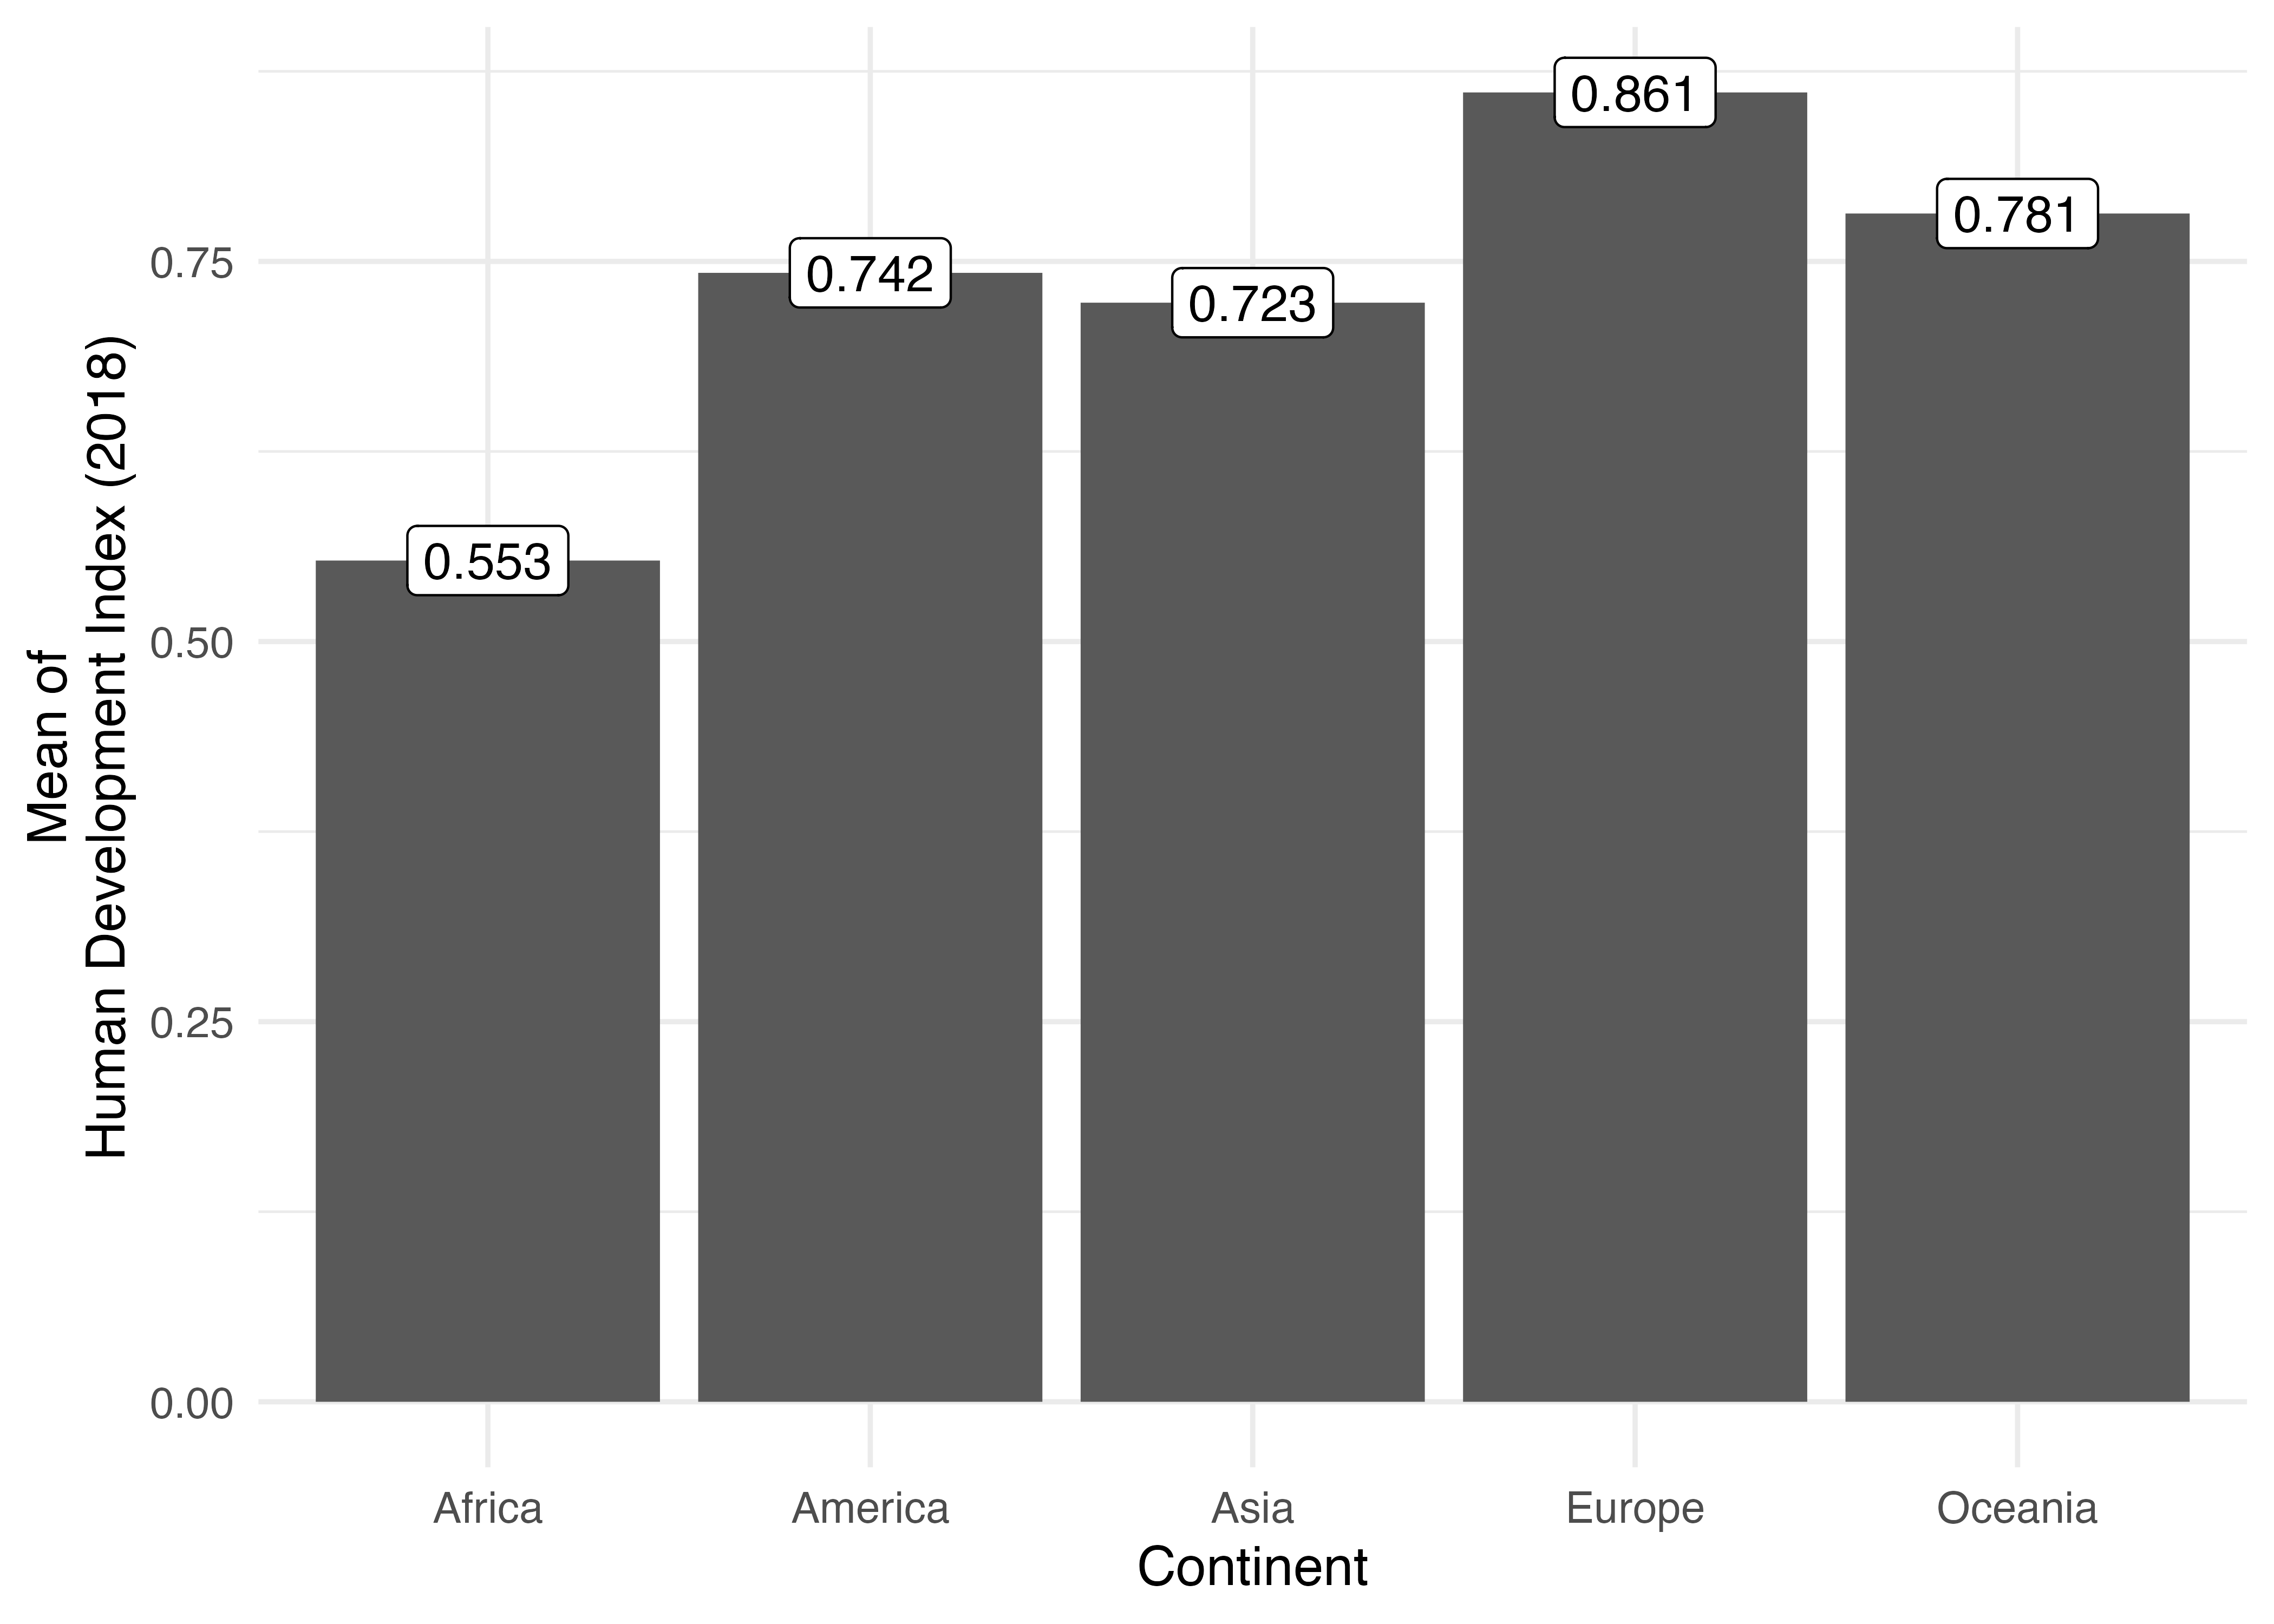 Mean of
Human Development Index (2018)
0.75
0.50
0.25
0.00
0.553
0.742
0.723
0.861
0.781
Africa
America
Asia
Europe
Oceania
Continent